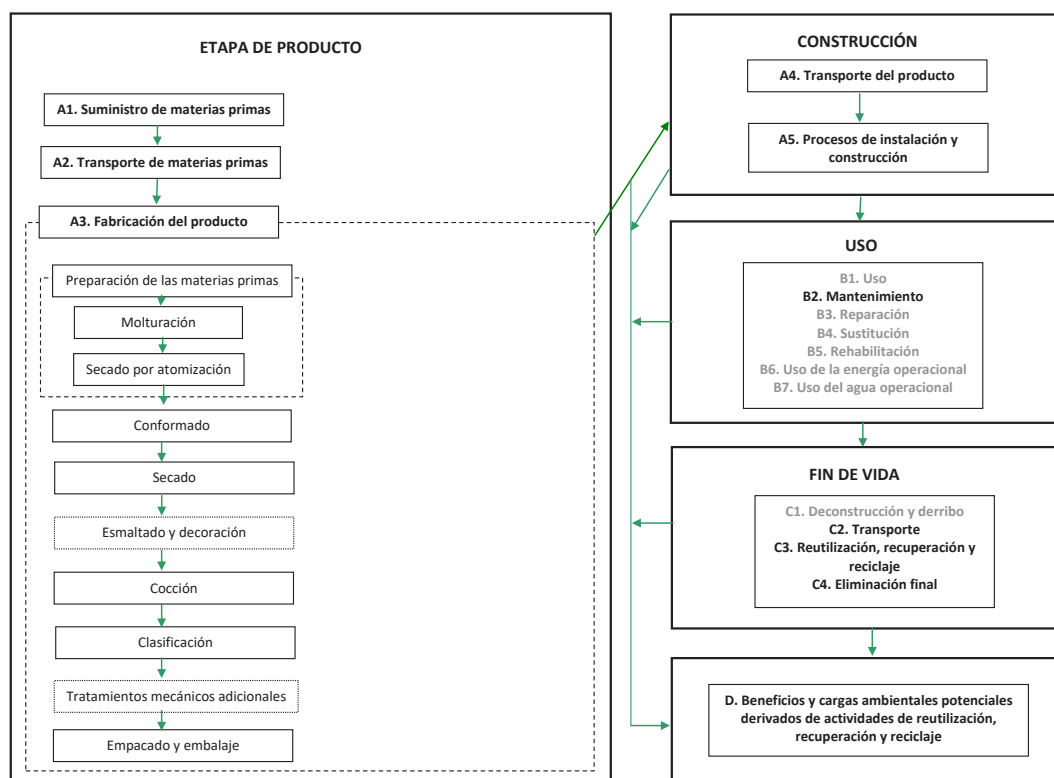 ETAPA DE PRODUCTO
A1. Suministro de materias primas
A2. Transporte de materias primas
A3. Fabricación del producto
Preparación de las materias primas
Molturación
Secado por atomización
Conformado
Secado
Esmaltado y decoración
Cocción
Clasificación
Tratamientos mecánicos adicionales
Empacado y embalaje
CONSTRUCCIÓN
A4. Transporte del producto
A5. Procesos de instalación y
construcción
USO
B1. Uso
B2. Mantenimiento
B3. Reparación
B4. Sustitución
B5. Rehabilitación
B6. Uso de la energía operacional
B7. Uso del agua operacional
FIN DE VIDA
C1. Deconstrucción y derribo
C2. Transporte
C3. Reutilización, recuperación y
reciclaje
C4. Eliminación final
D. Beneficios y cargas ambientales potenciales
derivados de actividades de reutilización,
recuperación y reciclaje